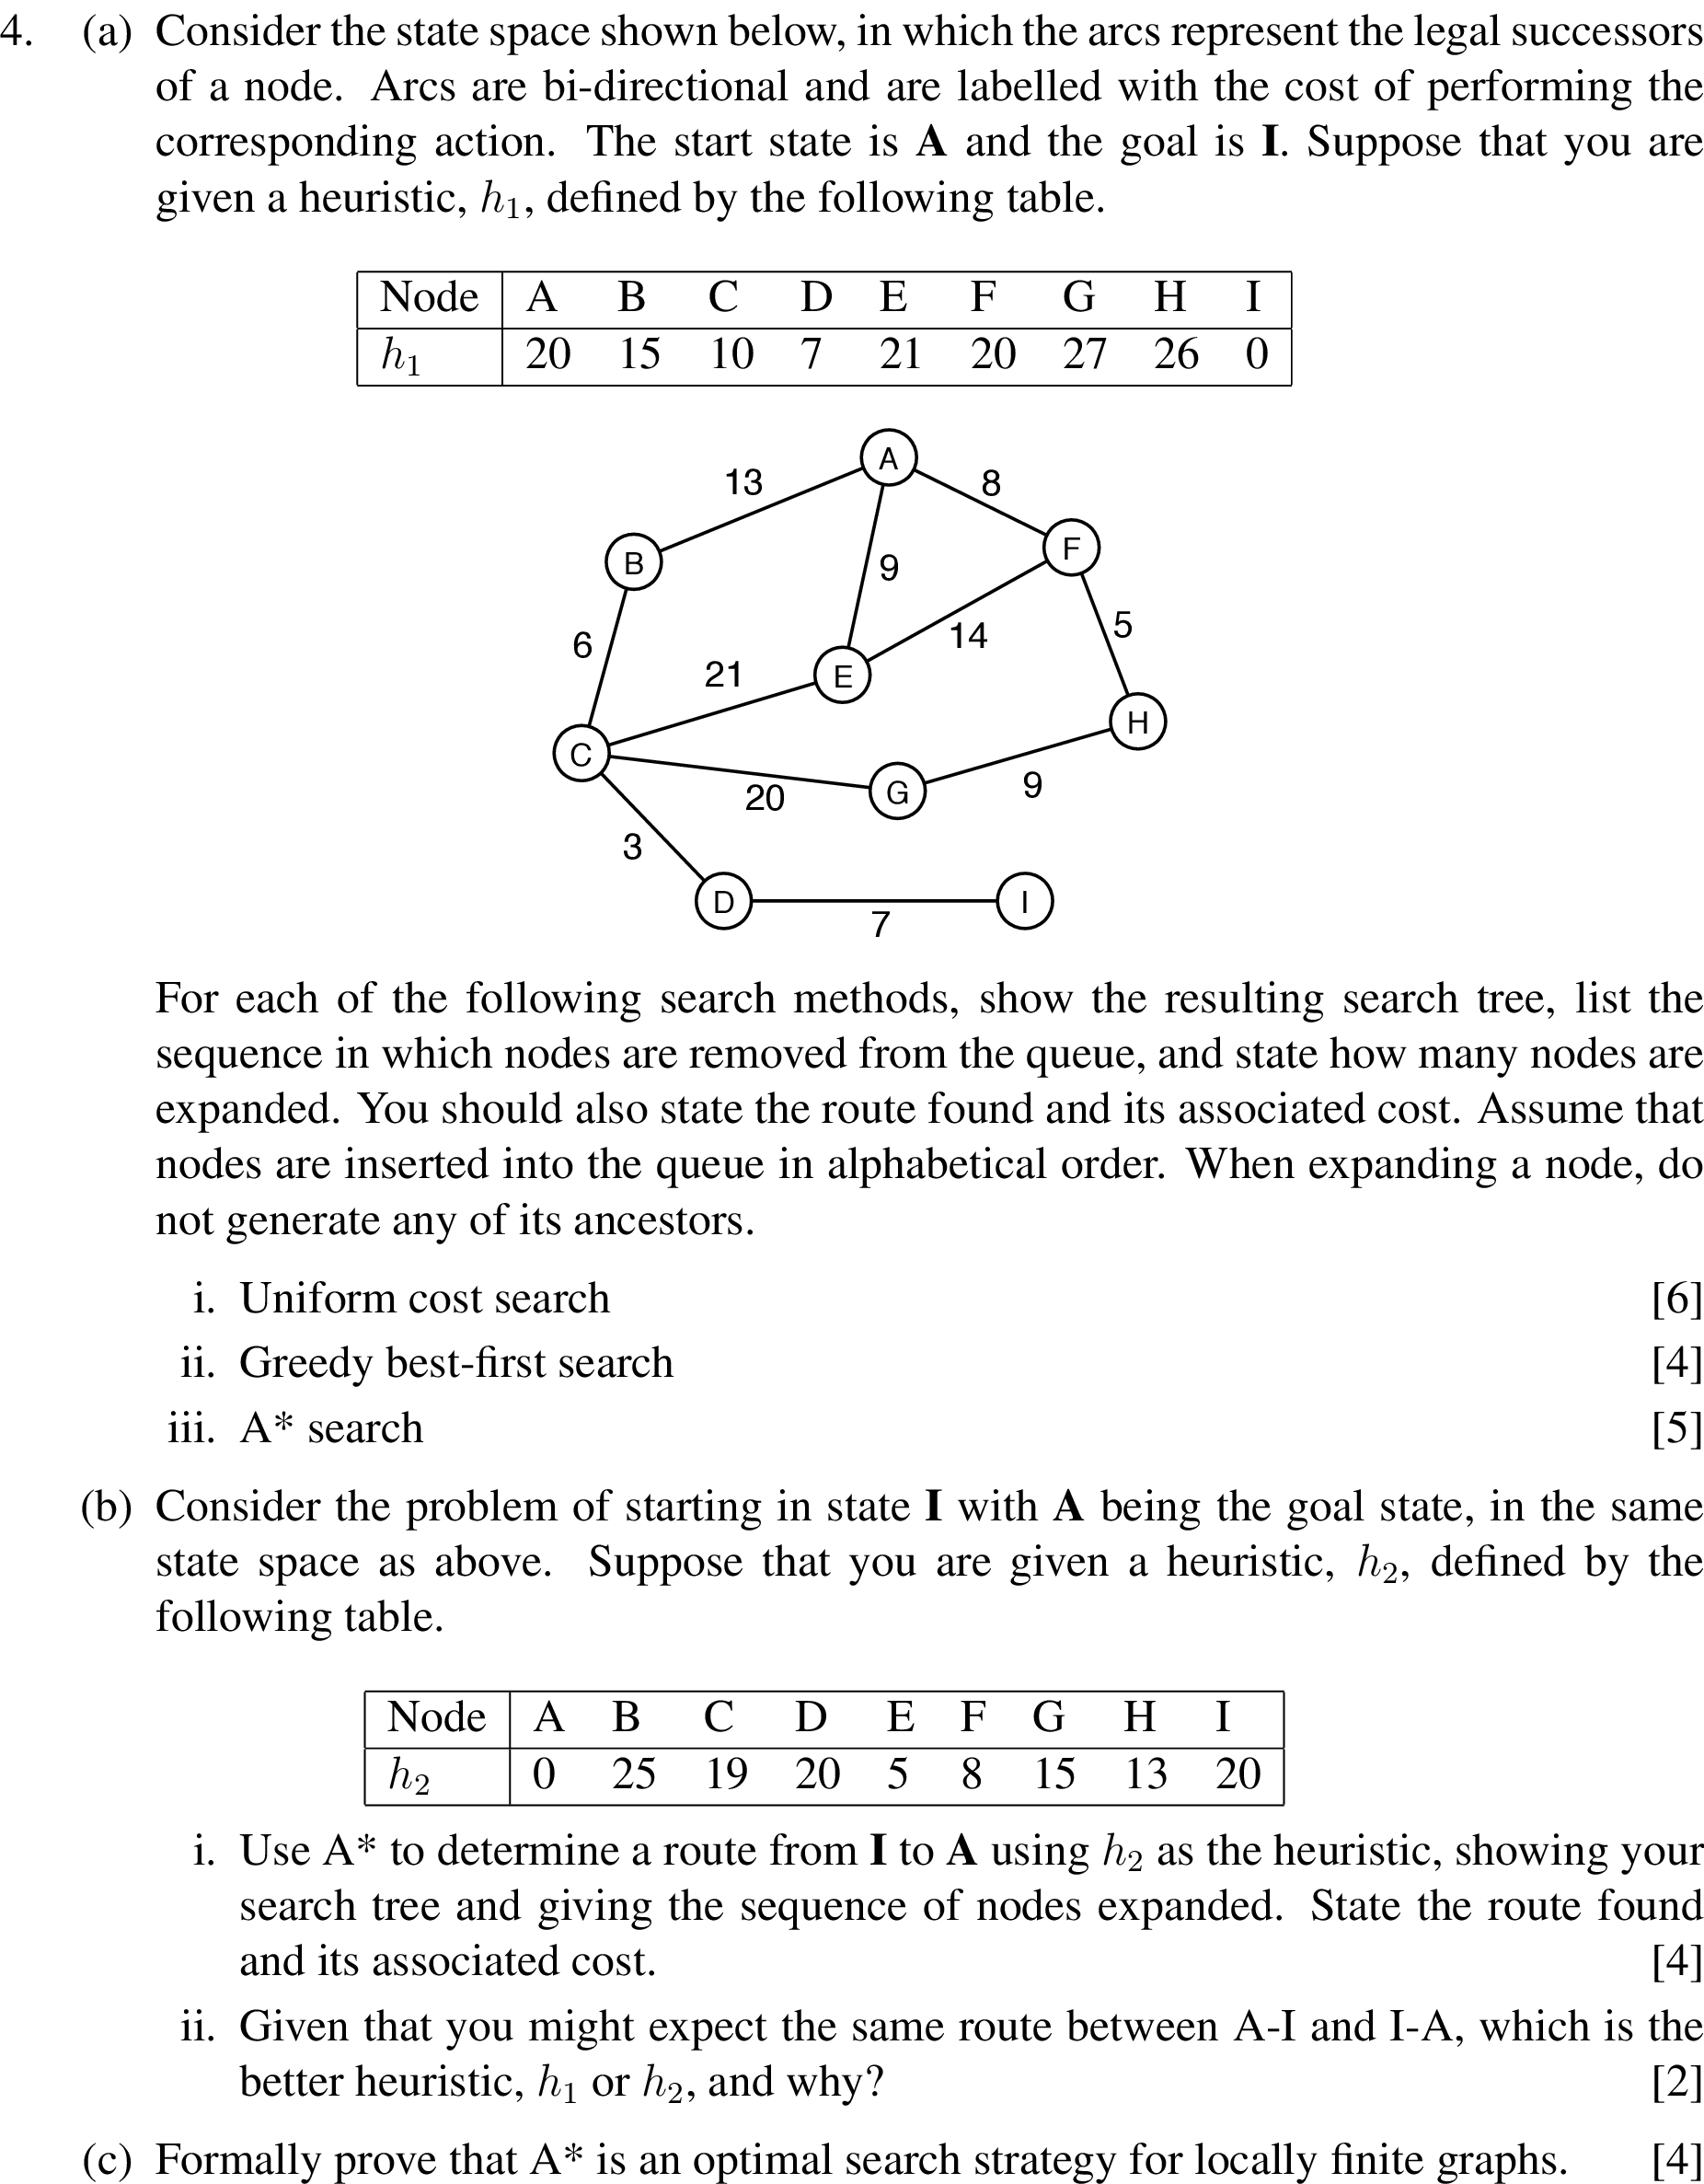 4. (a) Consider the state space shown below, in which the arcs represent the legal successors
of a node. Arcs are bi-directional and are labelled with the cost of performing the
corresponding action. The start state is A and the goal is I. Suppose that you are
given a heuristic, h₁, defined by the following table.
Node A B C D E F G H I
h₁ 20 15 10 7 21 20 27 26 0
A
13
8
F
B
9
5
14
6
21
E
H
C
G
9
20
3
D
I
7
For each of the following search methods, show the resulting search tree, list the
sequence in which nodes are removed from the queue, and state how many nodes are
expanded. You should also state the route found and its associated cost. Assume that
nodes are inserted into the queue in alphabetical order. When expanding a node, do
not generate any of its ancestors.
i. Uniform cost search [6]
ii. Greedy best-first search [4]
iii. A* search [5]
(b) Consider the problem of starting in state I with A being the goal state, in the same
state space as above. Suppose that you are given a heuristic, h₂, defined by the
following table.
Node A B C D E F G H I
h₂ 0 25 19 20 5 8 15 13 20
i. Use A* to determine a route from I to A using h₂ as the heuristic, showing your
search tree and giving the sequence of nodes expanded. State the route found
and its associated cost. [4]
ii. Given that you might expect the same route between A-I and I-A, which is the
better heuristic, h₁ or h₂, and why? [2]
(c) Formally prove that A* is an optimal search strategy for locally finite graphs. [4]